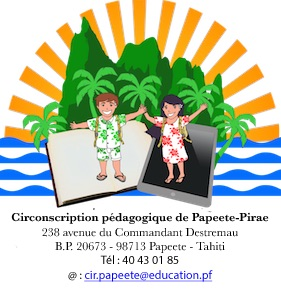 Circonscription pédagogique de Papeete-Pirae
238 avenue du Commandant Destremau
B.P. 20673 - 98713 Papeete - Tahiti
Tél : 40 43 01 85
@ : cir.papeete@education.pf